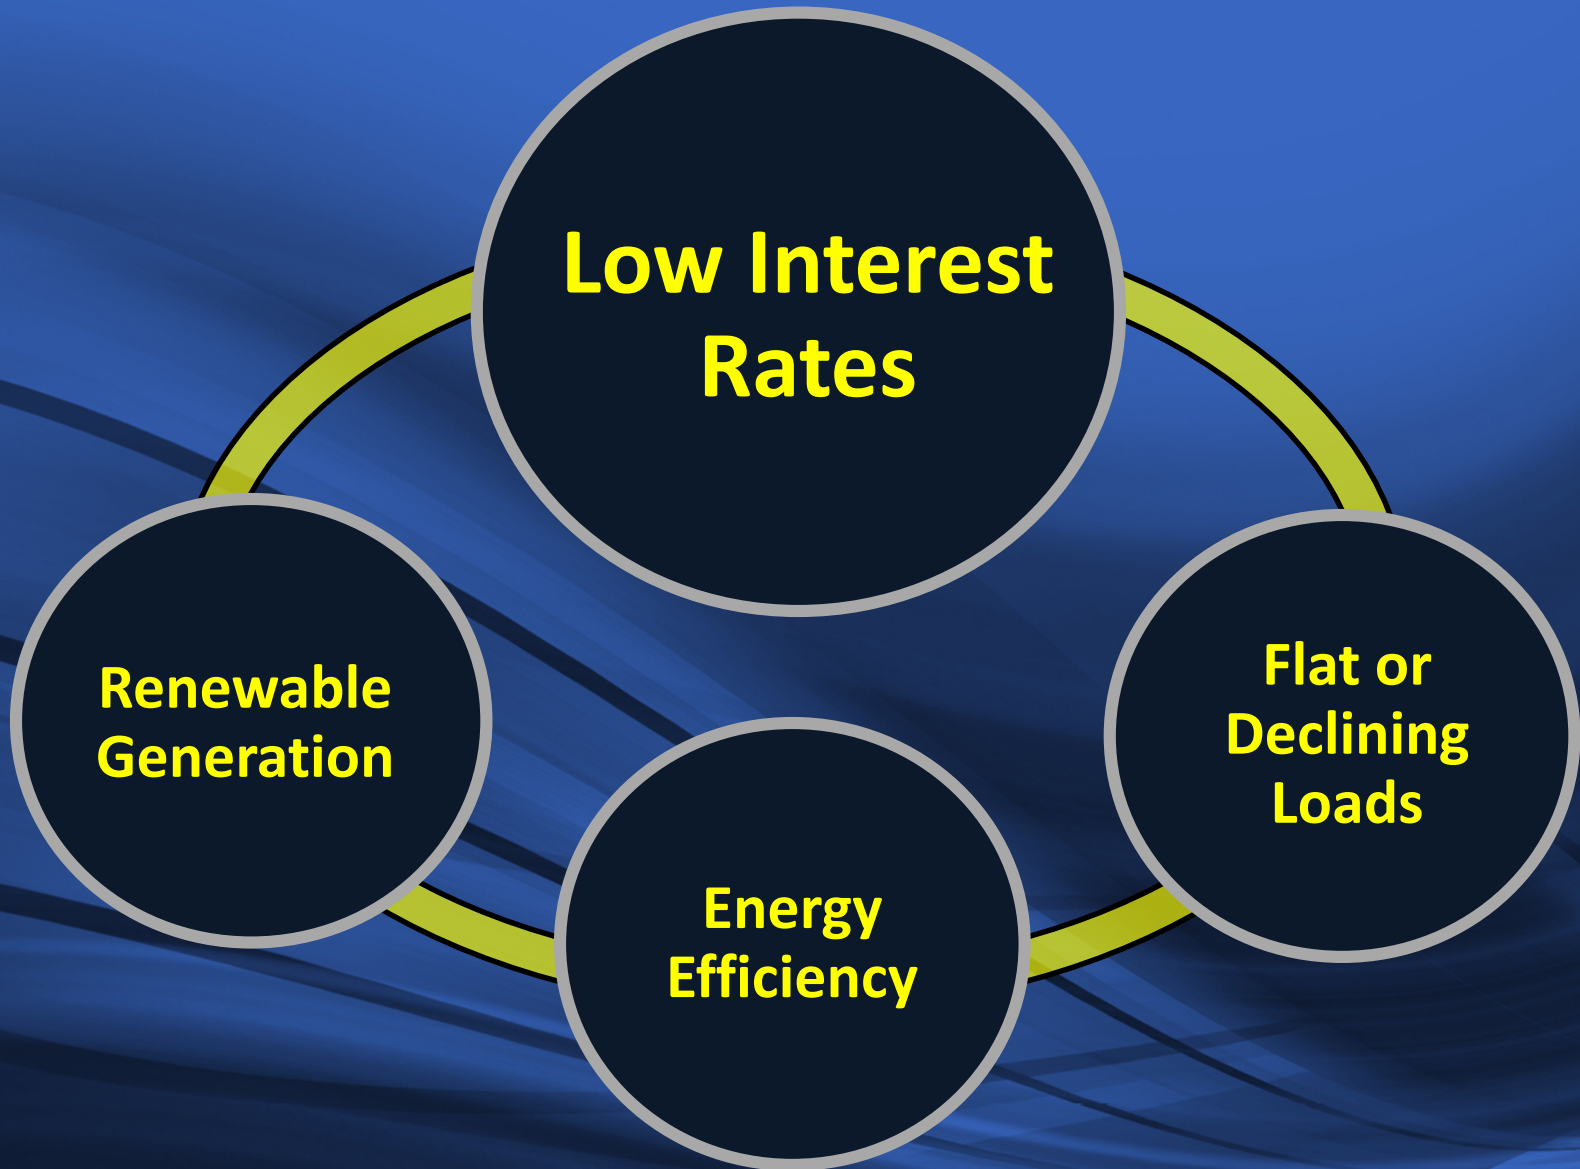 Low Interest
Rates
Renewable
Generation
Flat or
Declining
Loads
Energy
Efficiency